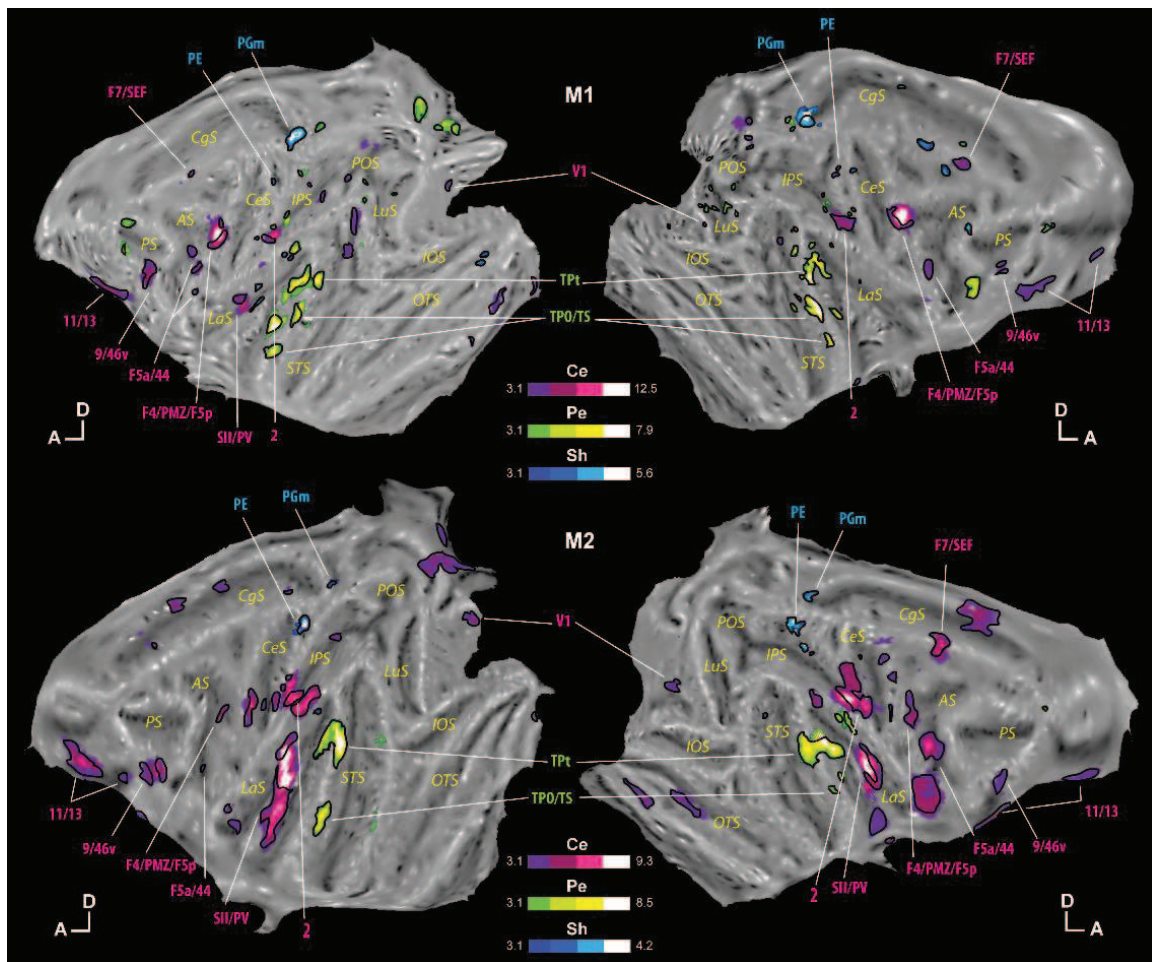 PE
PGm
F7/SEF
CgS
POS
CeS
IPS
LuS
AS
PS
IOS
OTS
LaS
STS
11/13
9/46v
F5a/44
F4/PMZ/F5p
SII/PV
2
D
A
M1
V1
TPt
TPO/TS
Ce
3.1 12.5
Pe
3.1 7.9
Sh
3.1 5.6
PGm
PE
F7/SEF
CgS
POS
IPS
CeS
LuS
AS
PS
IOS
OTS
LaS
STS
11/13
9/46v
F5a/44
F4/PMZ/F5p
2
D
A
PE
PGm
CgS
POS
CeS
IPS
LuS
AS
PS
IOS
STS
OTS
LaS
11/13
9/46v
F4/PMZ/F5p
F5a/44
SII/PV
2
D
A
M2
V1
TPt
TPO/TS
Ce
3.1 9.3
Pe
3.1 8.5
Sh
3.1 4.2
PE
PGm
F7/SEF
CgS
POS
CeS
IPS
LuS
AS
STS
PS
IOS
LaS
OTS
11/13
9/46v
F5a/44
F4/PMZ/F5p
SII/PV
2
D
A